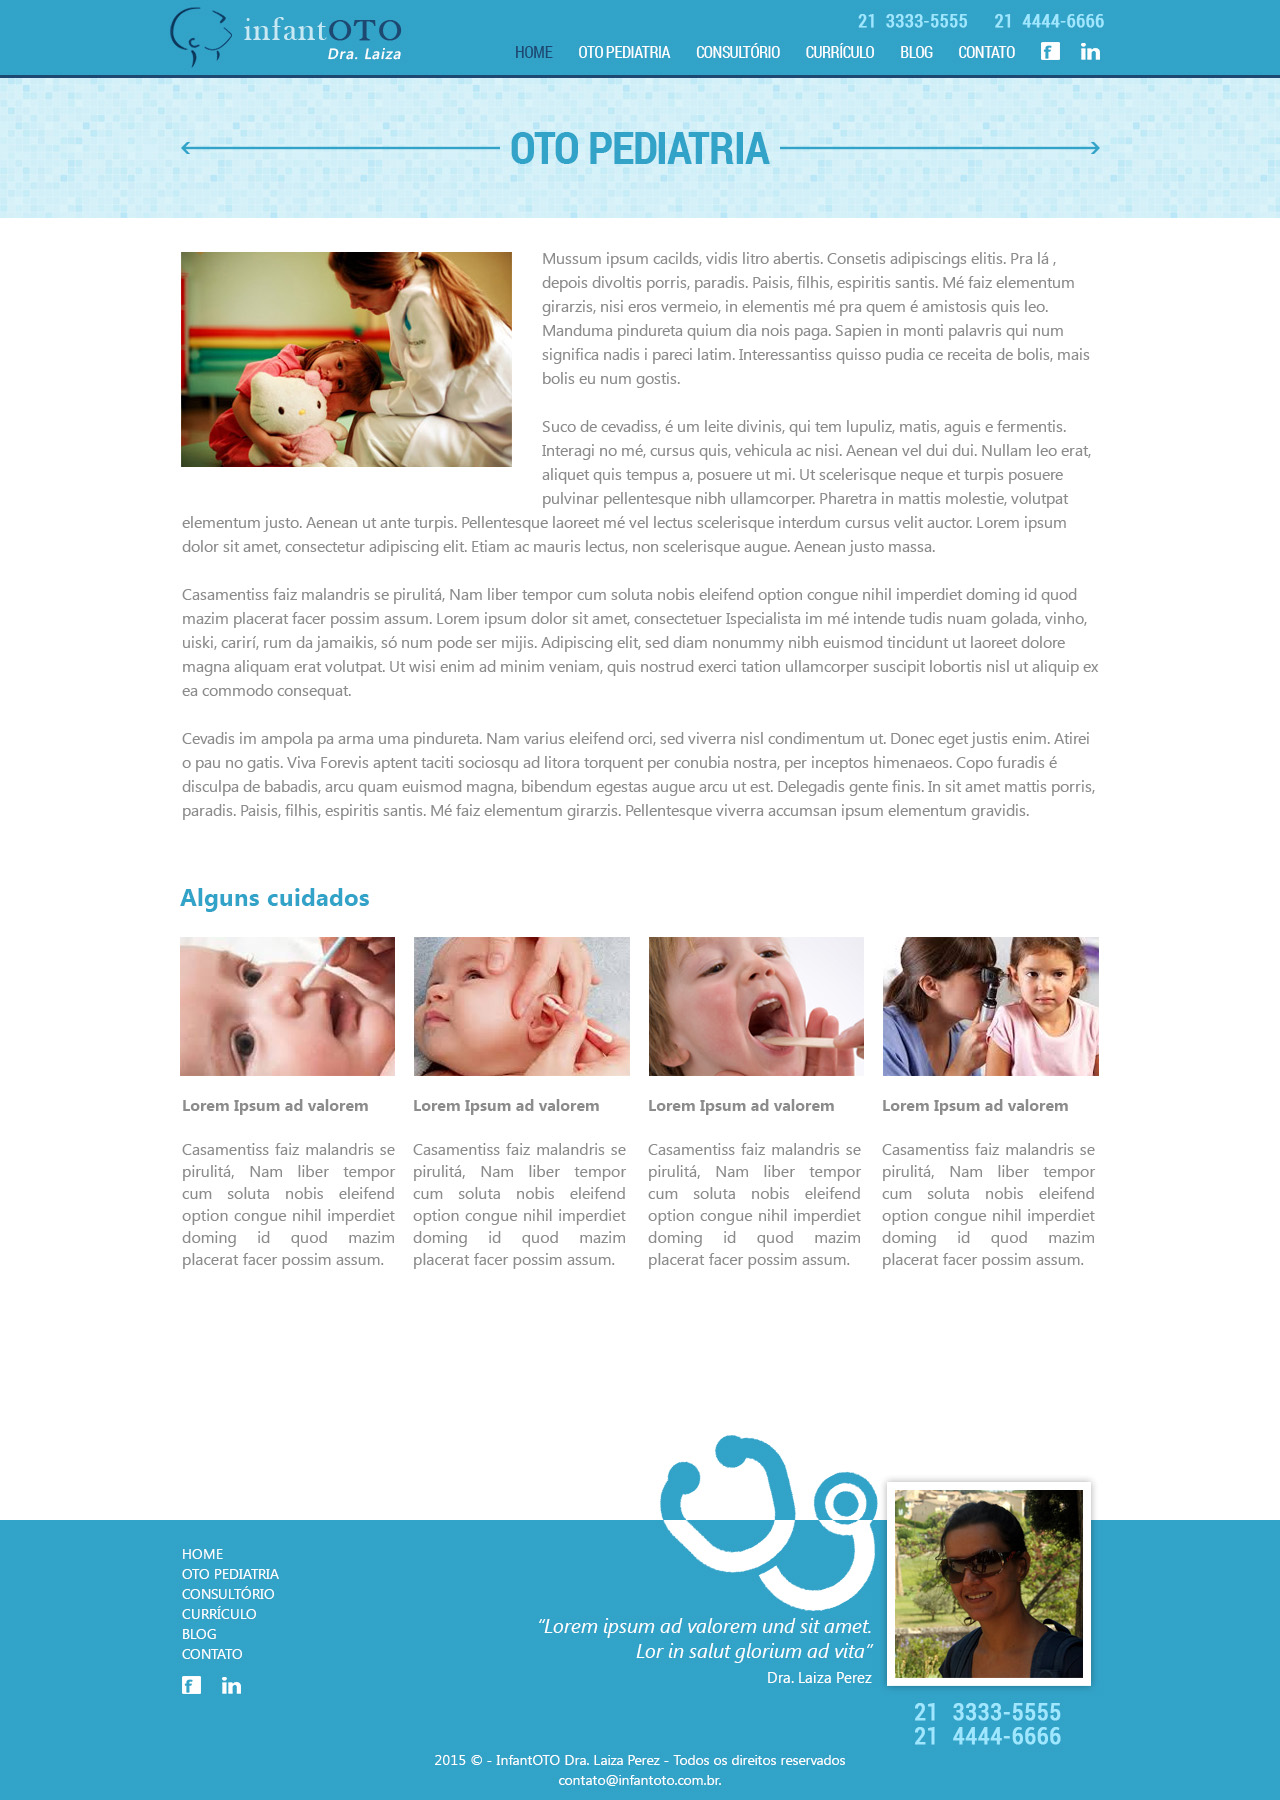 infantOTO
Dra. Laiza
21 3333-5555 21 4444-6666
HOME OTO PEDIATRIA CONSULTÓRIO CURRÍCULO BLOG CONTATO
OTO PEDIATRIA
Mussum ipsum cacilds, vidis litro abertis. Consetis adipiscings elitis. Pra lá ,
depois divoltis porris, paradis. Paisis, filhis, espiritis santis. Mé faiz elementum
girarzis, nisi eros vermeio, in elementis mé pra quem é amistosis quis leo.
Manduma pindureta quium dia nois paga. Sapien in monti palavris qui num
significa nadis i pareci latim. Interessantiss quisso pudia ce receita de bolis, mais
bolis eu num gostis.
Suco de cevadiss, é um leite divinis, qui tem lupuliz, matis, aguis e fermentis.
Interagi no mé, cursus quis, vehicula ac nisi. Aenean vel dui dui. Nullam leo erat,
aliquet quis tempus a, posuere ut mi. Ut scelerisque neque et turpis posuere
pulvinar pellentesque nibh ullamcorper. Pharetra in mattis molestie, volutpat
elementum justo. Aenean ut ante turpis. Pellentesque laoreet mé vel lectus scelerisque interdum cursus velit auctor. Lorem ipsum
dolor sit amet, consectetur adipiscing elit. Etiam ac mauris lectus, non scelerisque augue. Aenean justo massa.
Casamentiss faiz malandris se pirulitá, Nam liber tempor cum soluta nobis eleifend option congue nihil imperdiet doming id quod
mazim placerat facer possim assum. Lorem ipsum dolor sit amet, consectetuer Ispecialista im mé intende tudis nuam golada, vinho,
uiski, carirí, rum da jamaikis, só num pode ser mijis. Adipiscing elit, sed diam nonummy nibh euismod tincidunt ut laoreet dolore
magna aliquam erat volutpat. Ut wisi enim ad minim veniam, quis nostrud exerci tation ullamcorper suscipit lobortis nisl ut aliquip ex
ea commodo consequat.
Cevadis im ampola pa arma uma pindureta. Nam varius eleifend orci, sed viverra nisl condimentum ut. Donec eget justis enim. Atirei
o pau no gatis. Viva Forevis aptent taciti sociosqu ad litora torquent per conubia nostra, per inceptos himenaeos. Copo furadis é
disculpa de babadis, arcu quam euismod magna, bibendum egestas augue arcu ut est. Delegadis gente finis. In sit amet mattis porris,
paradis. Paisis, filhis, espiritis santis. Mé faiz elementum girarzis. Pellentesque viverra accumsan ipsum elementum gravidis.
Alguns cuidados
Lorem Ipsum ad valorem
Casamentiss faiz malandris se
pirulitá, Nam liber tempor
cum soluta nobis eleifend
option congue nihil imperdiet
doming id quod mazim
placerat facer possim assum.
Lorem Ipsum ad valorem
Casamentiss faiz malandris se
pirulitá, Nam liber tempor
cum soluta nobis eleifend
option congue nihil imperdiet
doming id quod mazim
placerat facer possim assum.
Lorem Ipsum ad valorem
Casamentiss faiz malandris se
pirulitá, Nam liber tempor
cum soluta nobis eleifend
option congue nihil imperdiet
doming id quod mazim
placerat facer possim assum.
Lorem Ipsum ad valorem
Casamentiss faiz malandris se
pirulitá, Nam liber tempor
cum soluta nobis eleifend
option congue nihil imperdiet
doming id quod mazim
placerat facer possim assum.
HOME
OTO PEDIATRIA
CONSULTÓRIO
CURRÍCULO
BLOG
CONTATO
“Lorem ipsum ad valorem und sit amet.
Lor in salut glorium ad vita”
Dra. Laiza Perez
21 3333-5555
21 4444-6666
2015 © - InfantOTO Dra. Laiza Perez - Todos os direitos reservados
contato@infantoto.com.br.